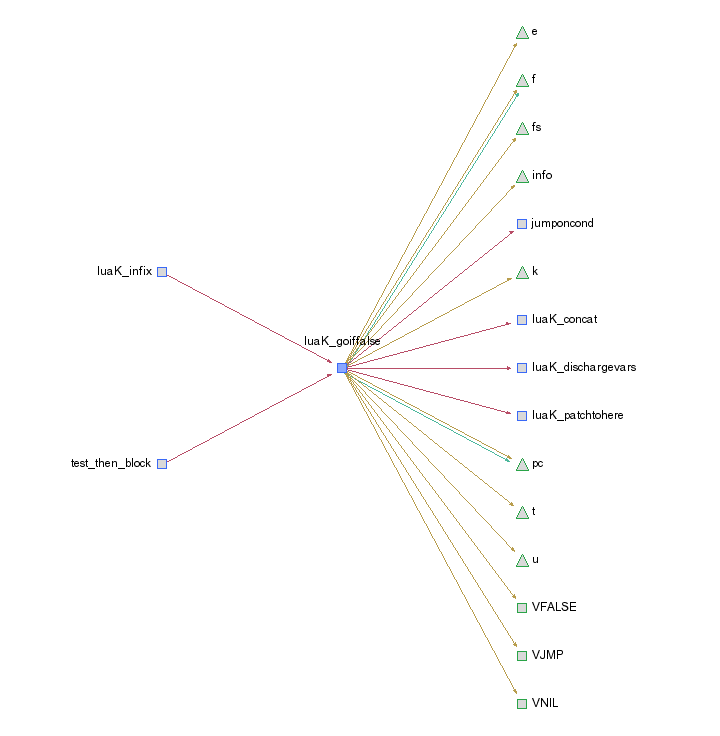 e
f
fs
info
jumponcond
luaK_infix
k
luaK_concat
luaK_goiffalse
luaK_dischargevars
luaK_patchtohere
test_then_block
pc
t
u
VFALSE
VJMP
VNIL